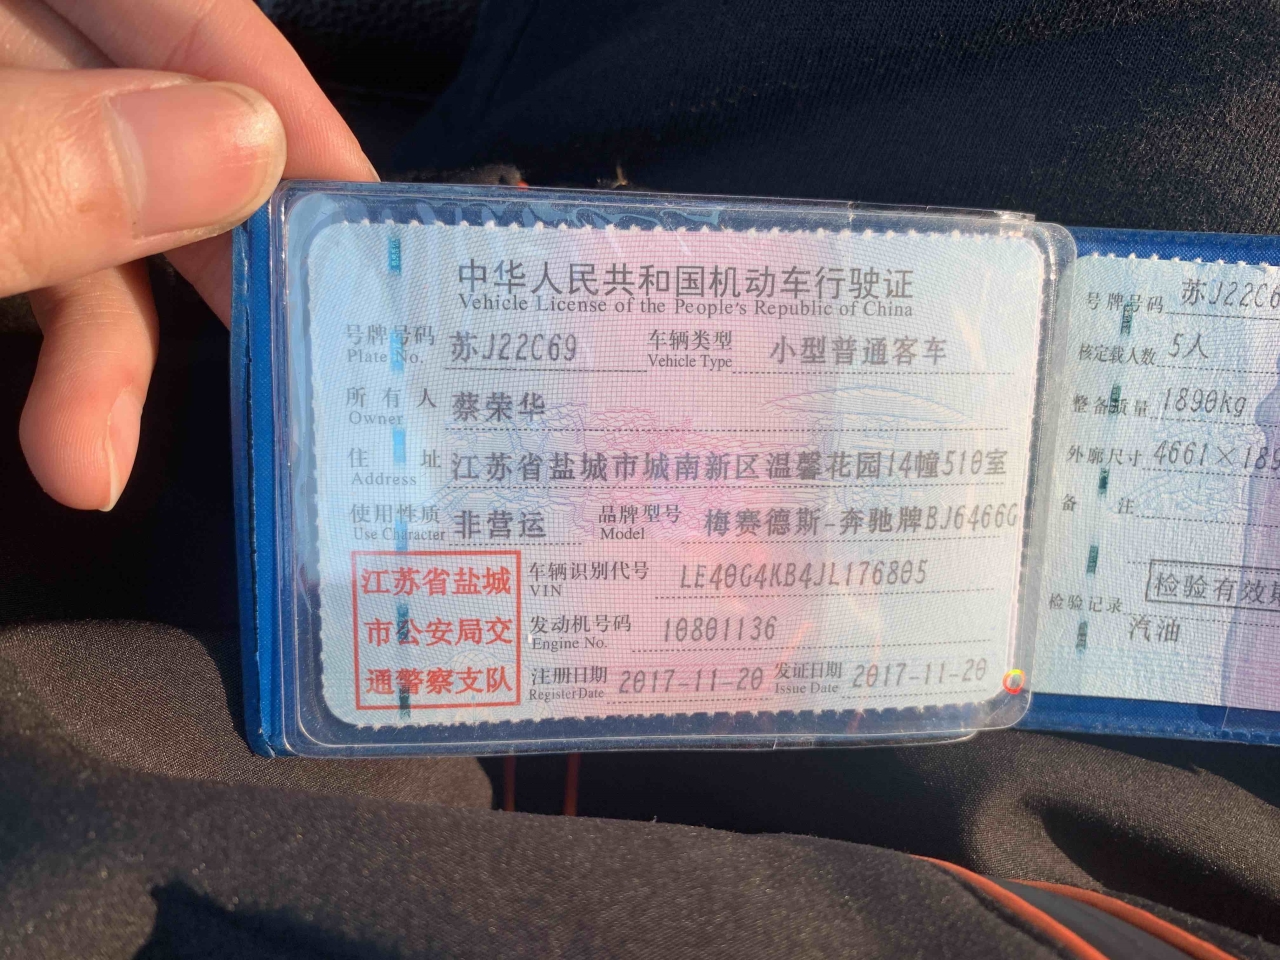 中华人民共和国机动车行驶证
Vehicle License of the People's Republic of China
号牌号码 苏J22C69 车辆类型 小型普通客车
Plate No. Vehicle Type
所有人 蔡荣华
Owner
住址 江苏省盐城市城南新区温馨花园14幢510室
Address
使用性质 非营运 品牌型号 梅赛德斯-奔驰牌BJ6466G
Use Character Model
江苏省盐城
市公安局交
通警察支队
车辆识别代号 LE40G4KB4JL176805
VIN
发动机号码 10801136
Engine No.
注册日期 2017-11-20 发证日期 2017-11-20
Register Date Issue Date
号牌号码 苏J22C6
核定载人数 5人
整备质量 1890kg
外廓尺寸 4661×189
备注
检验有效期
检验记录
汽油